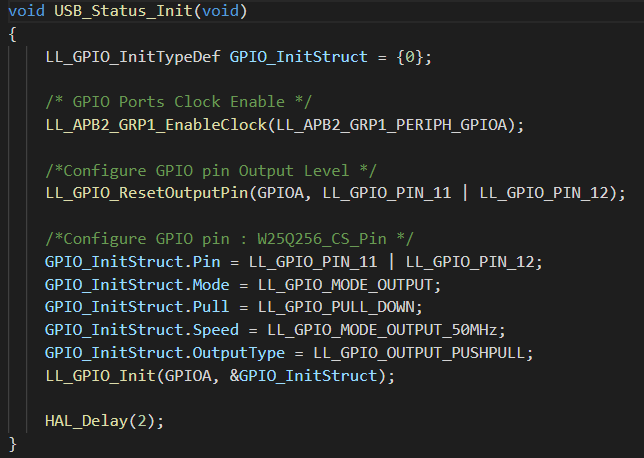 void USB_Status_Init(void)
{
    LL_GPIO_InitTypeDef GPIO_InitStruct = {0};
    /* GPIO Ports Clock Enable */
    LL_APB2_GRP1_EnableClock(LL_APB2_GRP1_PERIPH_GPIOA);
    /*Configure GPIO pin Output Level */
    LL_GPIO_ResetOutputPin(GPIOA, LL_GPIO_PIN_11 | LL_GPIO_PIN_12);
    /*Configure GPIO pin : W25Q256_CS_Pin */
    GPIO_InitStruct.Pin = LL_GPIO_PIN_11 | LL_GPIO_PIN_12;
    GPIO_InitStruct.Mode = LL_GPIO_MODE_OUTPUT;
    GPIO_InitStruct.Pull = LL_GPIO_PULL_DOWN;
    GPIO_InitStruct.Speed = LL_GPIO_MODE_OUTPUT_50MHz;
    GPIO_InitStruct.OutputType = LL_GPIO_OUTPUT_PUSHPULL;
    LL_GPIO_Init(GPIOA, &GPIO_InitStruct);
    HAL_Delay(2);
}